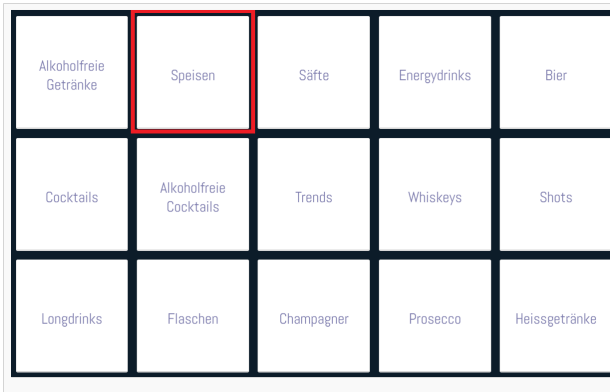 Alkoholfreie
Getränke
Speisen
Säfte
Energydrinks
Bier
Cocktails
Alkoholfreie
Cocktails
Trends
Whiskeys
Shots
Longdrinks
Flaschen
Champagner
Prosecco
Heissgetränke